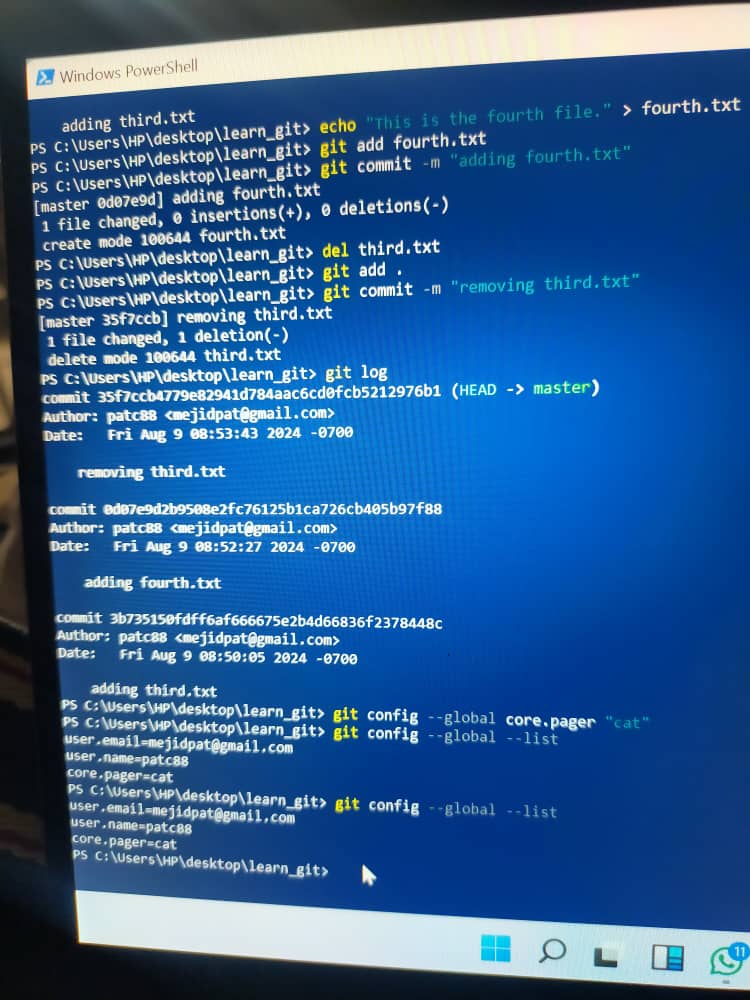 Windows PowerShell
adding third.txt
PS C:\Users\HP\desktop\learn_git> echo "This is the fourth file." > fourth.txt
PS C:\Users\HP\desktop\learn_git> git add fourth.txt
PS C:\Users\HP\desktop\learn_git> git commit -m "adding fourth.txt"
[master 0d07e9d] adding fourth.txt
1 file changed, 0 insertions(+), 0 deletions(-)
create mode 100644 fourth.txt
PS C:\Users\HP\desktop\learn_git> del third.txt
PS C:\Users\HP\desktop\learn_git> git add .
PS C:\Users\HP\desktop\learn_git> git commit -m "removing third.txt"
[master 35f7ccb] removing third.txt
1 file changed, 1 deletion(-)
delete mode 100644 third.txt
PS C:\Users\HP\desktop\learn_git> git log
commit 35f7ccb4779e82941d784aac6cd0fcb5212976b1 (HEAD -> master)
Author: patc88 <mejidpat@gmail.com>
Date: Fri Aug 9 08:53:43 2024 -0700
removing third.txt
commit 0d07e9d2b9508e2fc76125b1ca726cb405b97f88
Author: patc88 <mejidpat@gmail.com>
Date: Fri Aug 9 08:52:27 2024 -0700
adding fourth.txt
commit 3b735150fdff6af666675e2b4d66836f2378448c
Author: patc88 <mejidpat@gmail.com>
Date: Fri Aug 9 08:50:05 2024 -0700
adding third.txt
PS C:\Users\HP\desktop\learn_git> git config --global core.pager "cat"
PS C:\Users\HP\desktop\learn_git> git config --global --list
user.email=mejidpat@gmail.com
user.name=patc88
core.pager=cat
PS C:\Users\HP\desktop\learn_git> git config --global --list
user.email=mejidpat@gmail.com
user.name=patc88
core.pager=cat
PS C:\Users\HP\desktop\learn_git>
11